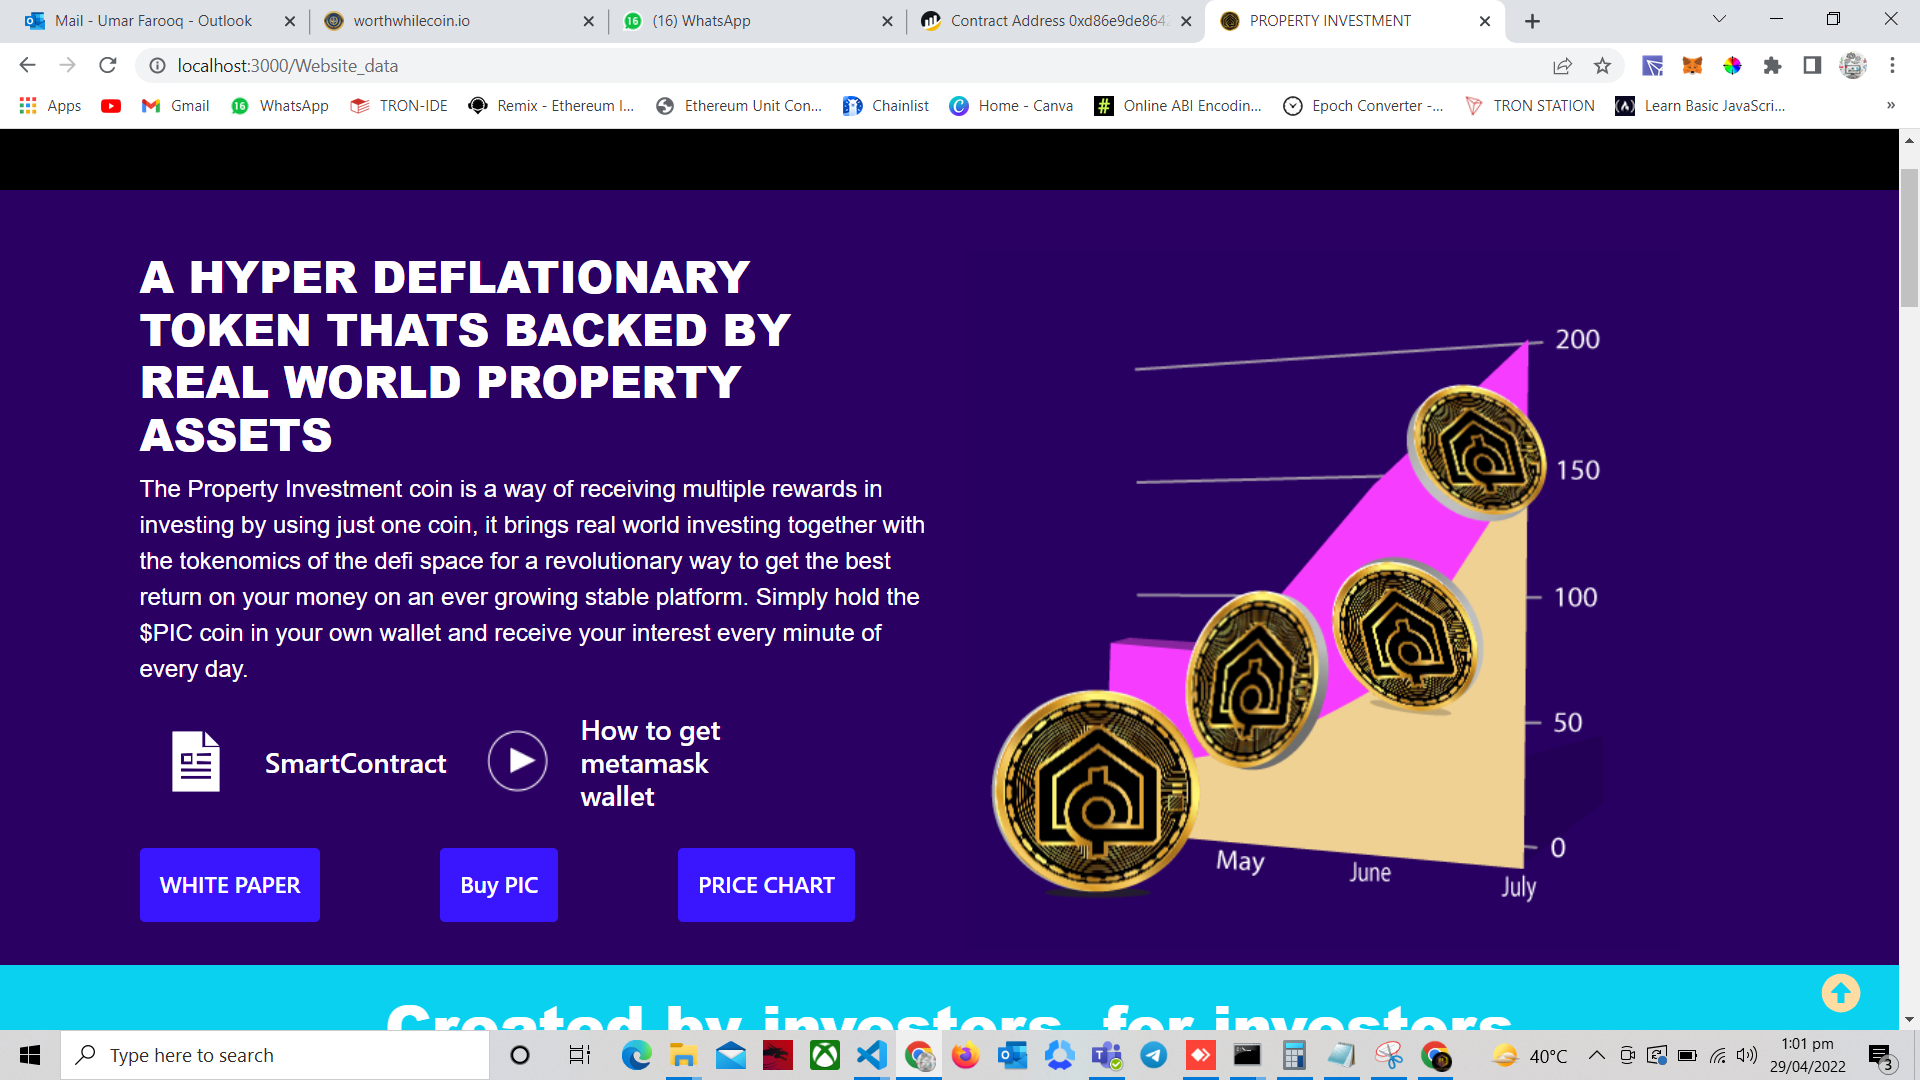 Mail - Umar Farooq - Outlook
worthwhilecoin.io
(16) WhatsApp
Contract Address 0xd86e9de864
PROPERTY INVESTMENT
localhost:3000/Website_data
Apps
Gmail
16
WhatsApp
TRON-IDE
Remix - Ethereum I...
Ethereum Unit Con...
Chainlist
Home - Canva
Online ABI Encodin...
Epoch Converter -...
TRON STATION
Learn Basic JavaScri...
»
A HYPER DEFLATIONARY
TOKEN THATS BACKED BY
REAL WORLD PROPERTY
ASSETS
The Property Investment coin is a way of receiving multiple rewards in
investing by using just one coin, it brings real world investing together with
the tokenomics of the defi space for a revolutionary way to get the best
return on your money on an ever growing stable platform. Simply hold the
$PIC coin in your own wallet and receive your interest every minute of
every day.
SmartContract
How to get
metamask
wallet
WHITE PAPER
Buy PIC
PRICE CHART
200
150
100
50
0
May
June
July
Created by investors, for investors
Type here to search
40°C
1:01 pm
29/04/2022
3